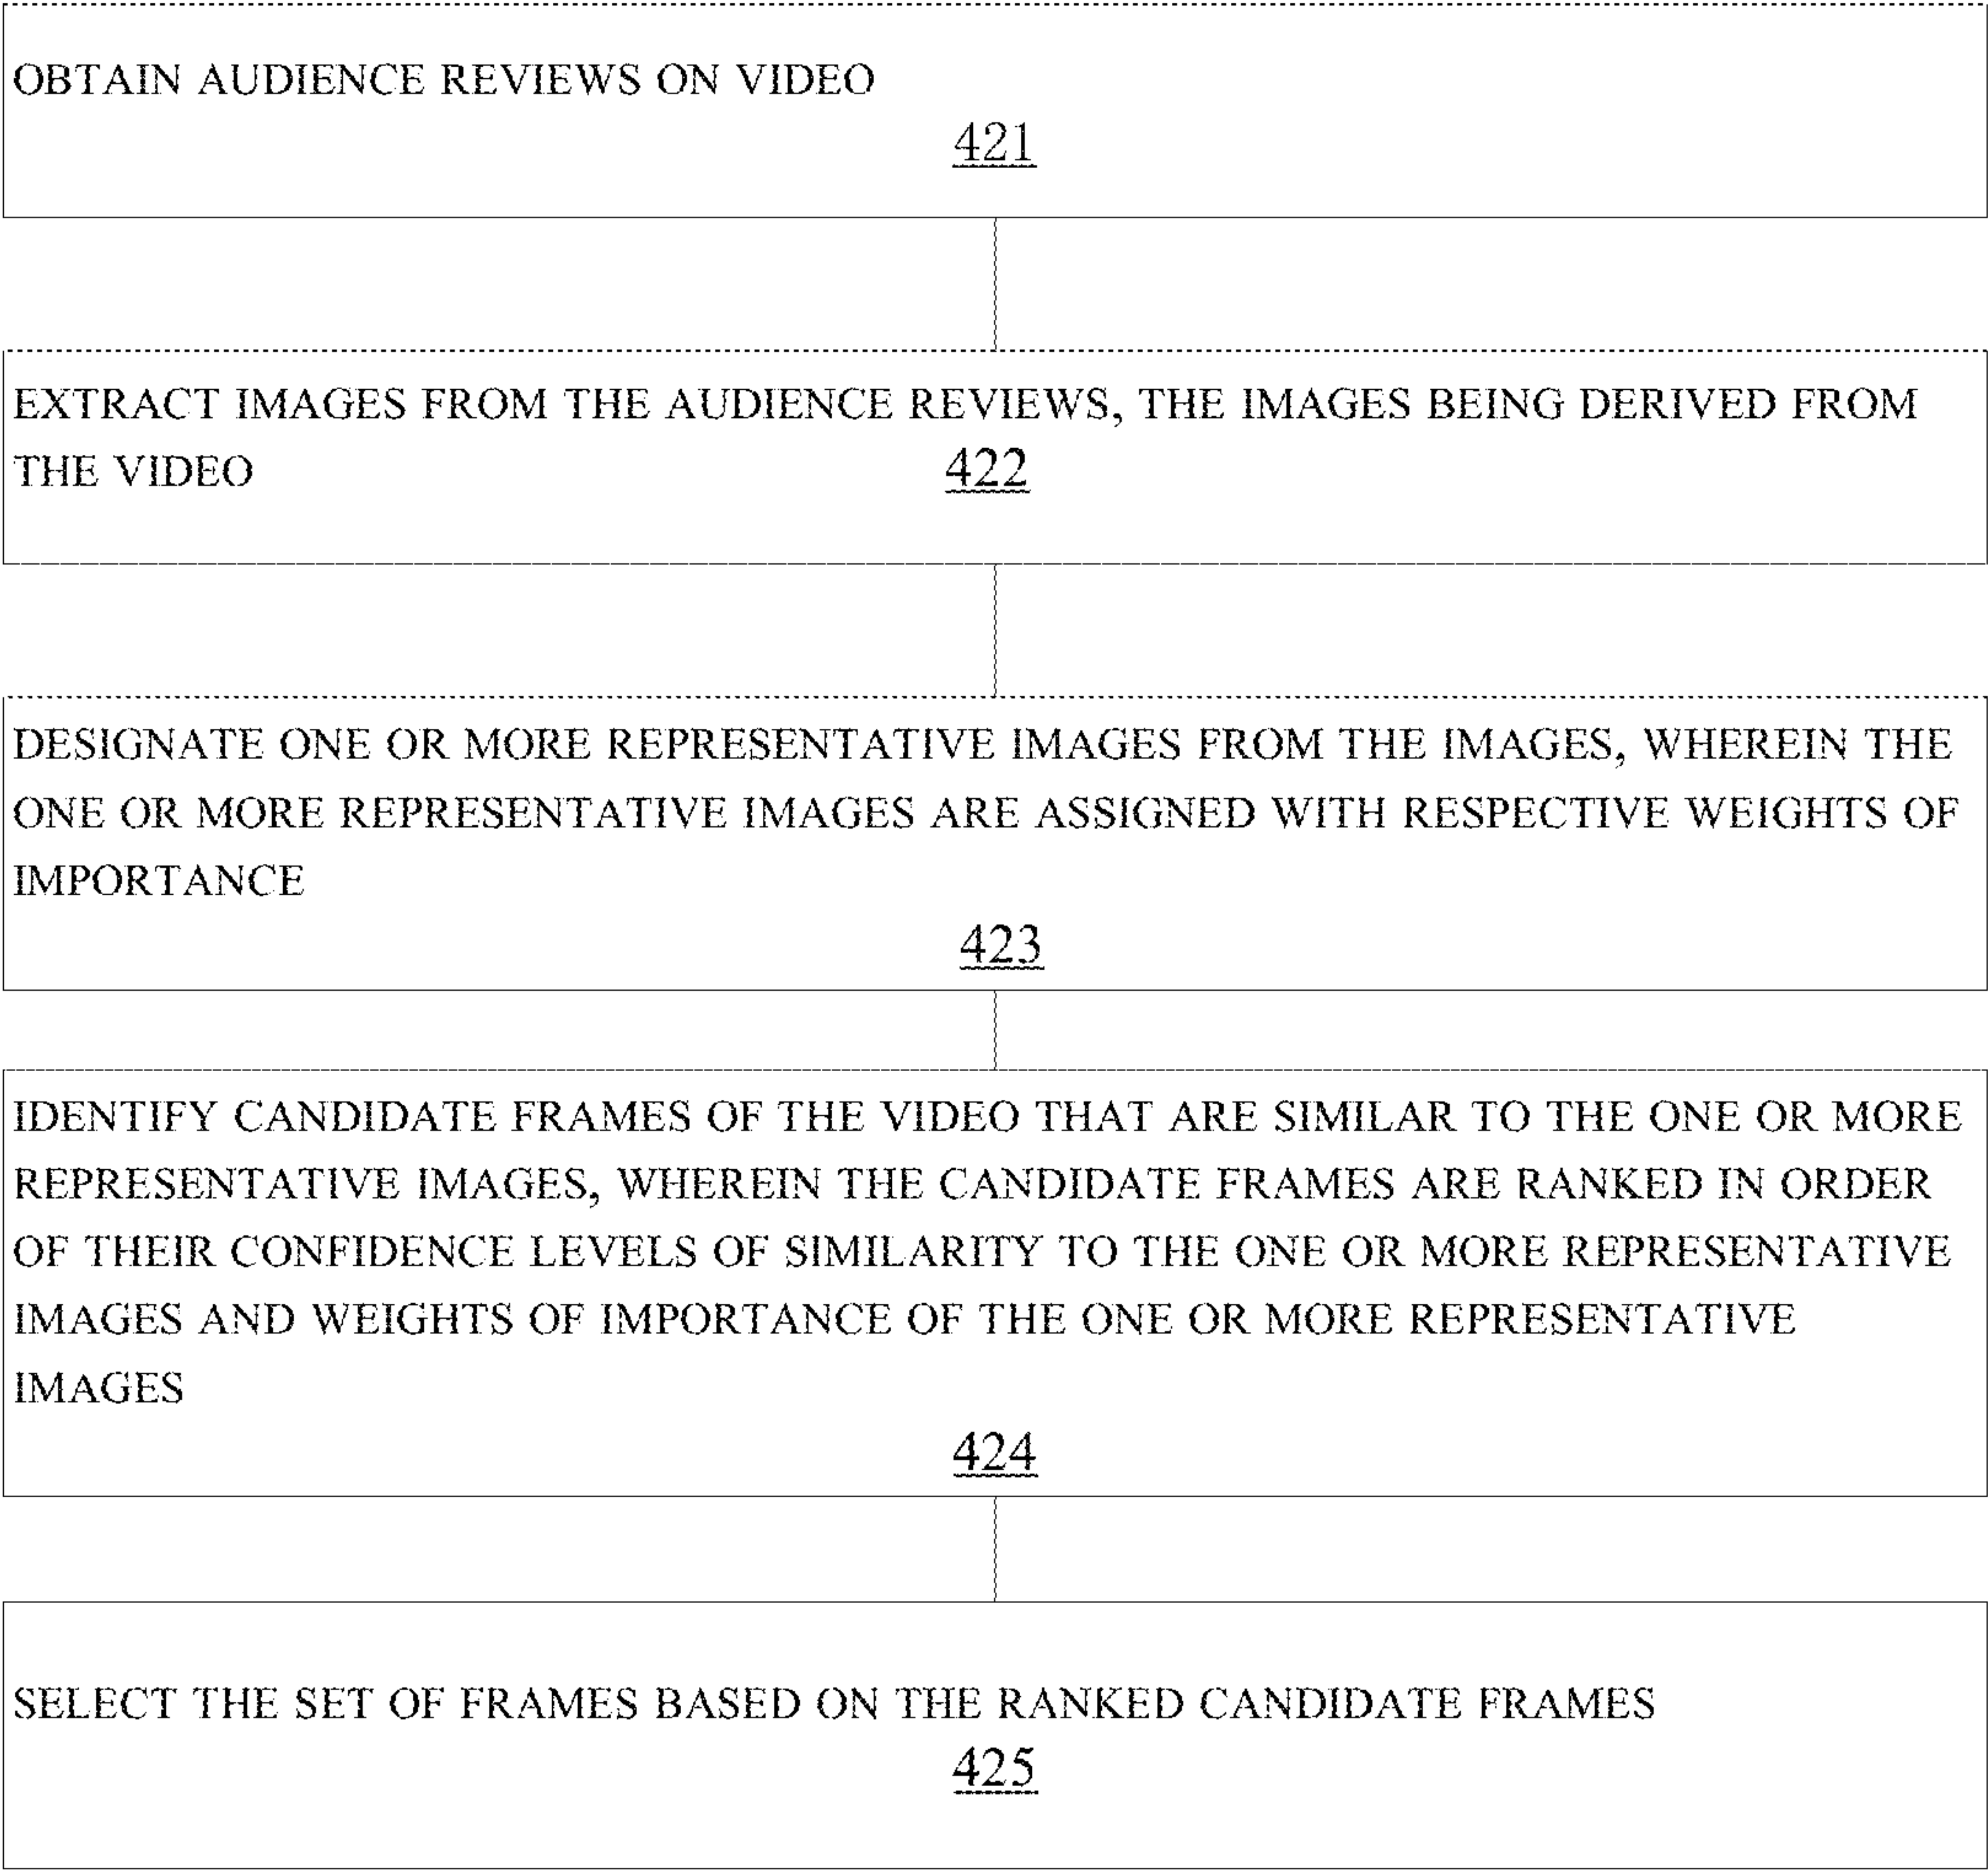 OBTAIN AUDIENCE REVIEWS ON VIDEO
421
EXTRACT IMAGES FROM THE AUDIENCE REVIEWS, THE IMAGES BEING DERIVED FROM
THE VIDEO
422
DESIGNATE ONE OR MORE REPRESENTATIVE IMAGES FROM THE IMAGES, WHEREIN THE
ONE OR MORE REPRESENTATIVE IMAGES ARE ASSIGNED WITH RESPECTIVE WEIGHTS OF
IMPORTANCE
423
IDENTIFY CANDIDATE FRAMES OF THE VIDEO THAT ARE SIMILAR TO THE ONE OR MORE
REPRESENTATIVE IMAGES, WHEREIN THE CANDIDATE FRAMES ARE RANKED IN ORDER
OF THEIR CONFIDENCE LEVELS OF SIMILARITY TO THE ONE OR MORE REPRESENTATIVE
IMAGES AND WEIGHTS OF IMPORTANCE OF THE ONE OR MORE REPRESENTATIVE
IMAGES
424
SELECT THE SET OF FRAMES BASED ON THE RANKED CANDIDATE FRAMES
425